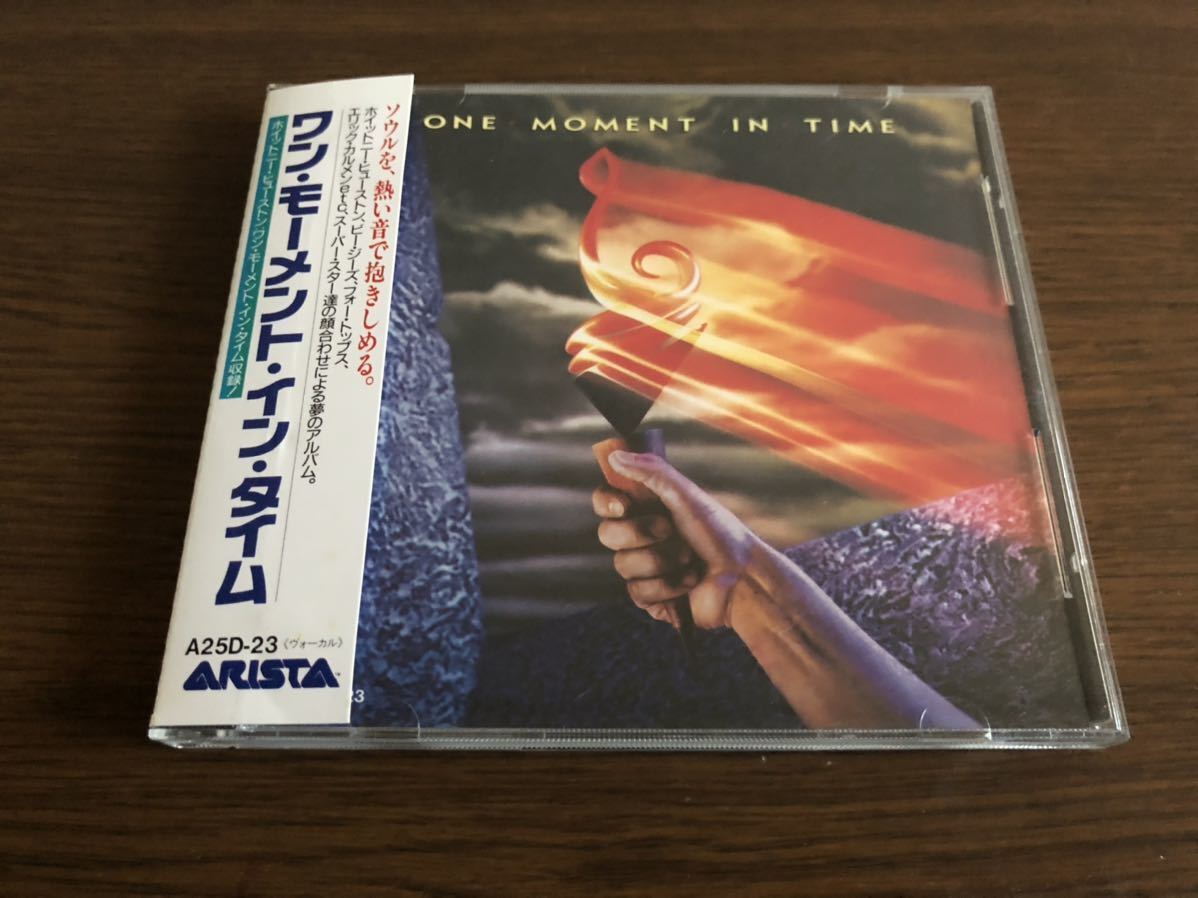 ONE MOMENT IN TIME
ソウルを、熱い音で抱きしめる。
ホイットニー・ヒューストン、ビー・ジーズ、フォー・トップス、
エリック・カルメンetc、スーパー・スター達の顔合わせによる夢のアルバム。
ワン・モーメント・イン・タイム
ホイットニー・ヒューストン、ワン・モーメント・イン・タイム収録!
A25D-23《ヴォーカル》
ARISTA™
23